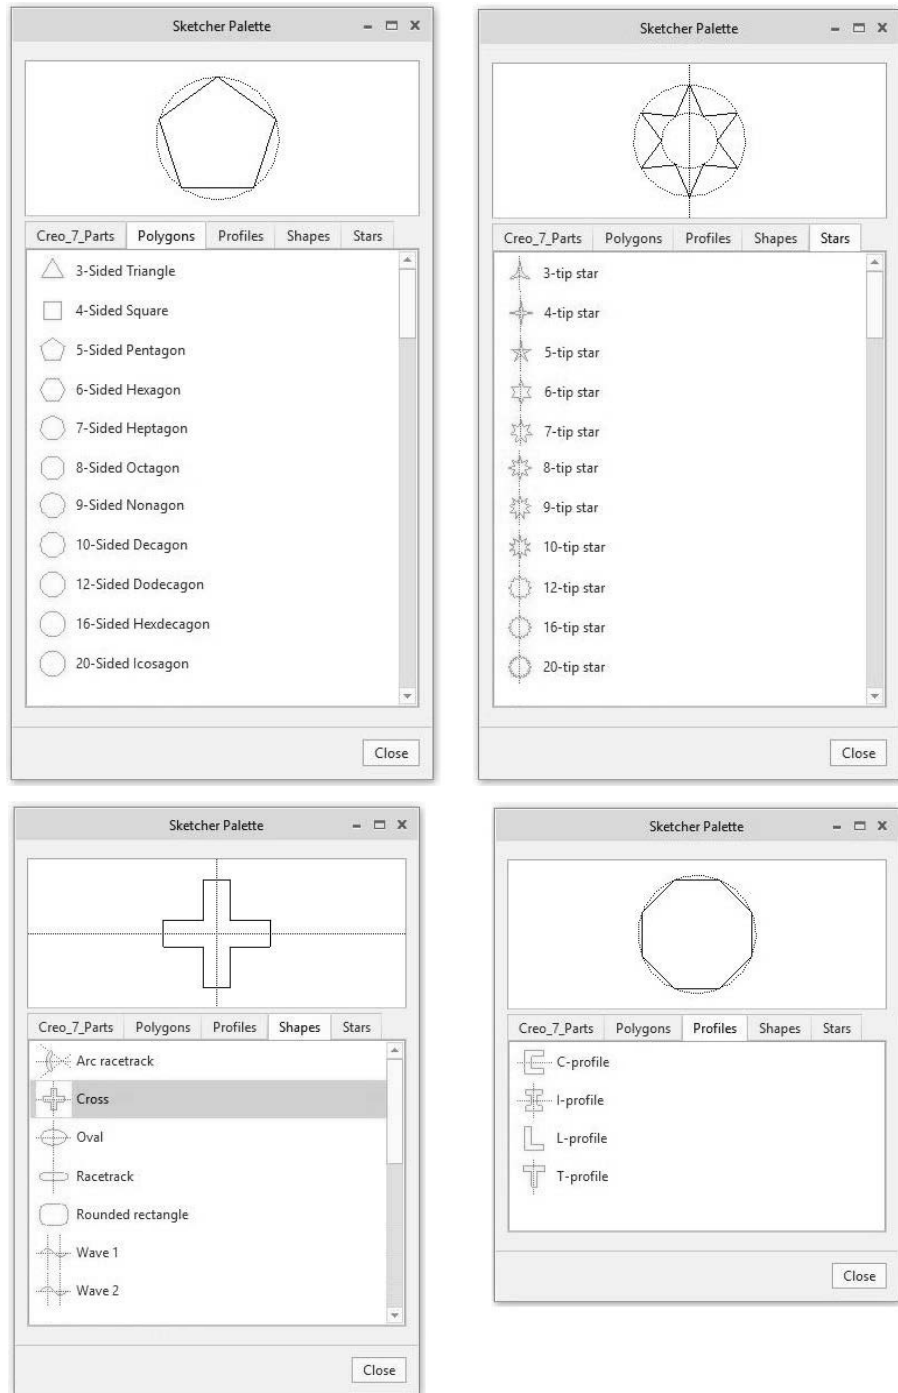 Sketcher Palette
Creo_7_Parts Polygons Profiles Shapes Stars
3-Sided Triangle
4-Sided Square
5-Sided Pentagon
6-Sided Hexagon
7-Sided Heptagon
8-Sided Octagon
9-Sided Nonagon
10-Sided Decagon
12-Sided Dodecagon
16-Sided Hexdecagon
20-Sided Icosagon
Close
Sketcher Palette
Creo_7_Parts Polygons Profiles Shapes Stars
3-tip star
4-tip star
5-tip star
6-tip star
7-tip star
8-tip star
9-tip star
10-tip star
12-tip star
16-tip star
20-tip star
Close
Sketcher Palette
Creo_7_Parts Polygons Profiles Shapes Stars
Arc racetrack
Cross
Oval
Racetrack
Rounded rectangle
Wave 1
Wave 2
Close
Sketcher Palette
Creo_7_Parts Polygons Profiles Shapes Stars
C-profile
I-profile
L-profile
T-profile
Close